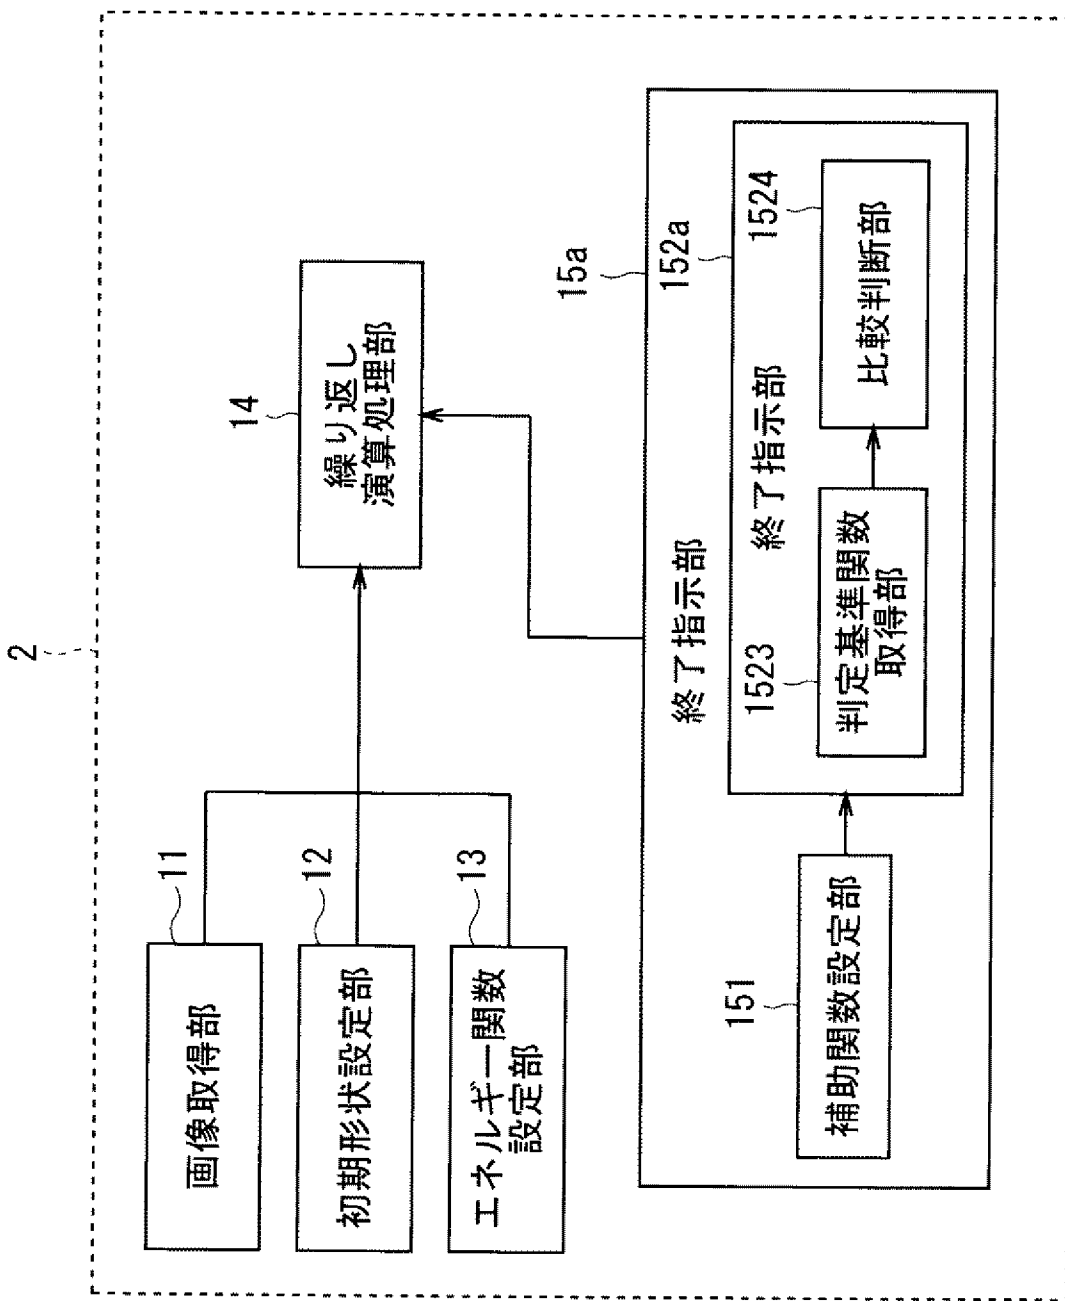 2
11
画像取得部
12
初期形状設定部
13
エネルギー関数
設定部
14
繰り返し
演算処理部
15a
終了指示部
151
補助関数設定部
152a
終了指示部
1523
判定基準関数
取得部
1524
比較判断部